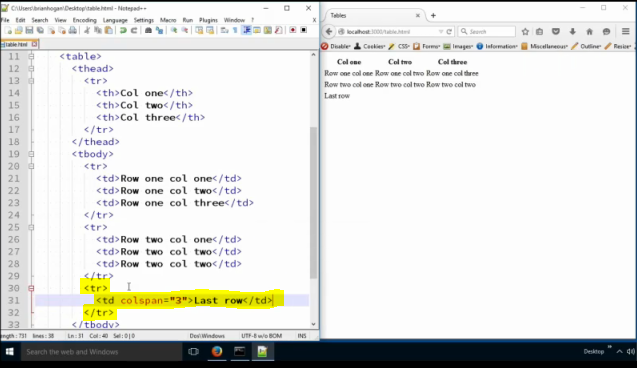 C:\Users\brianhogan\Desktop\table.html - Notepad++
File Edit Search View Encoding Language Settings Macro Run Plugins Window ?
table.html
11 <table>
12 <thead>
13 <tr>
14 <th>Col one</th>
15 <th>Col two</th>
16 <th>Col three</th>
17 </tr>
18 </thead>
19 <tbody>
20 <tr>
21 <td>Row one col one</td>
22 <td>Row one col two</td>
23 <td>Row one col three</td>
24 </tr>
25 <tr>
26 <td>Row two col one</td>
27 <td>Row two col two</td>
28 <td>Row two col two</td>
29 </tr>
30 <tr>
31 <td colspan="3">Last row</td>
32 </tr>
33 </tbody>
length : 751 lines : 38 Ln : 31 Col : 40 Sel : 0 | 0 Dos\Windows UTF-8 w/o BOM INS
Tables
localhost:3000/table.html Search
Disable Cookies CSS Forms Images Information Miscellaneous Outline Resize
Col one Col two Col three
Row one col one Row one col two Row one col three
Row two col one Row two col two Row two col two
Last row
Search the web and Windows
Desktop